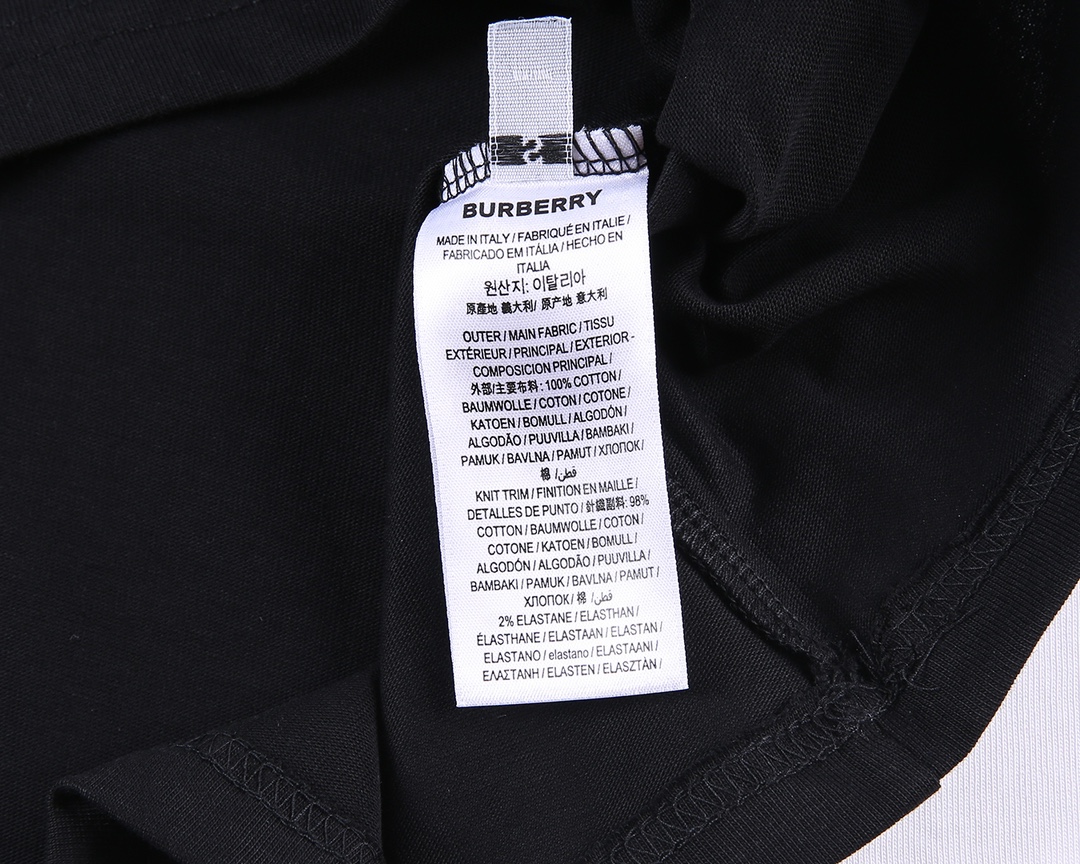 BURBERRY
MADE IN ITALY / FABRIQUÉ EN ITALIE /
FABRICADO EM ITÁLIA / HECHO EN
ITALIA
원산지: 이탈리아
原產地 義大利/ 原产地 意大利
OUTER / MAIN FABRIC / TISSU
EXTÉRIEUR / PRINCIPAL / EXTERIOR -
COMPOSICION PRINCIPAL /
外部/主要布料: 100% COTTON /
BAUMWOLLE / COTON / COTONE /
KATOEN / BOMULL / ALGODÓN /
ALGODÃO / PUUVILLA / BAMBAKI /
PAMUK / BAVLNA / PAMUT / ХЛОПОК /
棉 / قطن/
KNIT TRIM / FINITION EN MAILLE /
DETALLES DE PUNTO / 針織副料: 98%
COTTON / BAUMWOLLE / COTON /
COTONE / KATOEN / BOMULL /
ALGODÓN / ALGODÃO / PUUVILLA /
BAMBAKI / PAMUK / BAVLNA / PAMUT /
ХЛОПОК / 棉 / قطن/
2% ELASTANE / ELASTHAN /
ÉLASTHANE / ELASTAAN / ELASTAN /
ELASTANO / elastano / ELASTAANI /
ΕΛΑΣΤΑΝΗ / ELASTEN / ELASZTÁN /